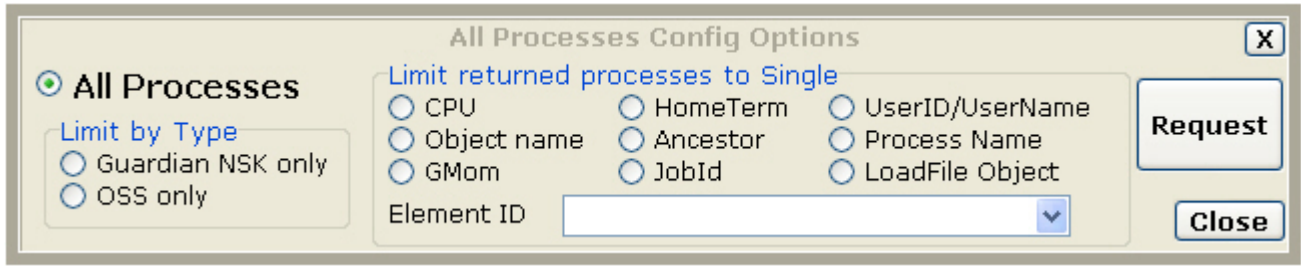 All Processes Config Options
X
All Processes
Limit by Type
Guardian NSK only
OSS only
Limit returned processes to Single
CPU HomeTerm UserID/UserName
Object name Ancestor Process Name
GMom JobId LoadFile Object
Element ID
Request
Close